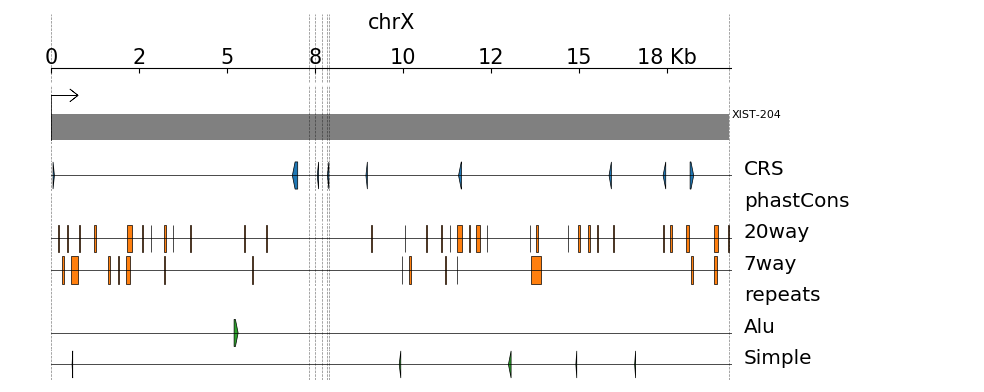 chrX
0 2 5 8 10 12 15 18 Kb
XIST-204
CRS
phastCons
20way
7way
repeats
Alu
Simple